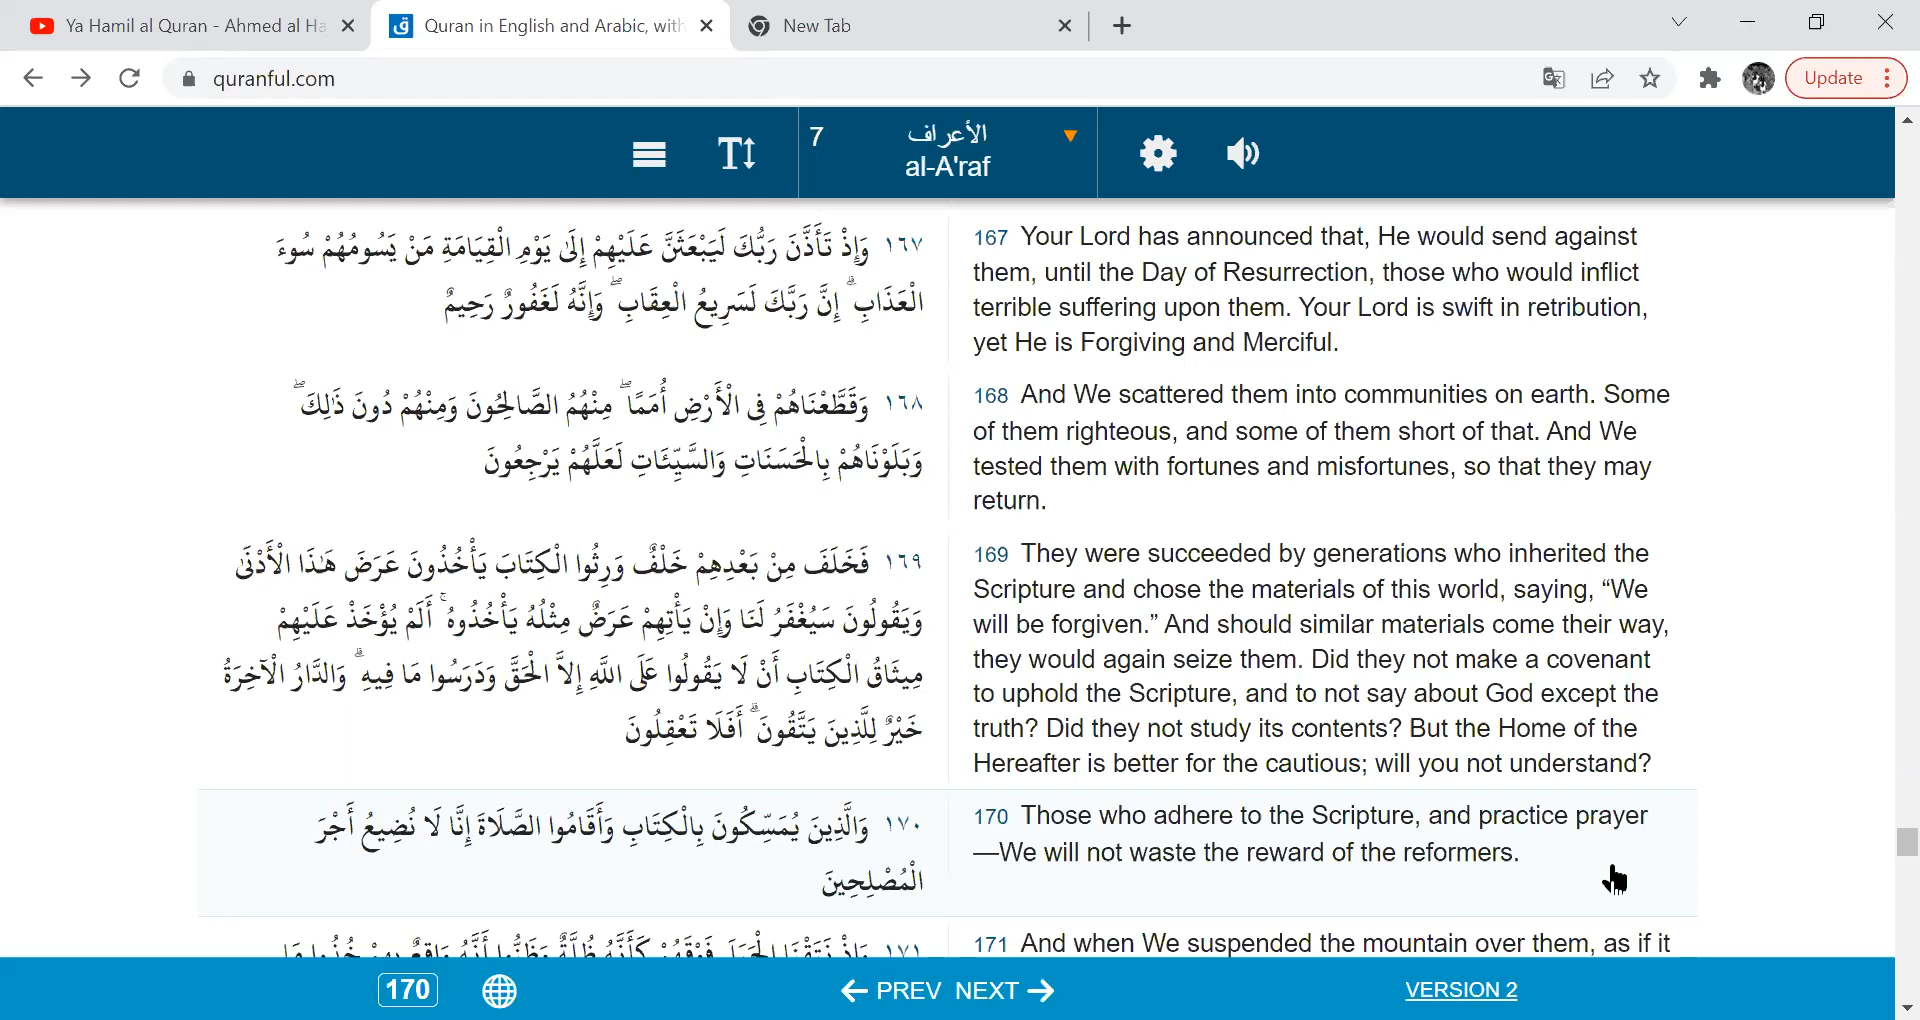 Ya Hamil al Quran - Ahmed al Ha
Quran in English and Arabic, with
New Tab
quranful.com
Update
7
الأعراف
al-A'raf
١٦٧ وَإِذْ تَأَذَّنَ رَبُّكَ لَيَبْعَثَنَّ عَلَيْهِمْ إِلَىٰ يَوْمِ الْقِيَامَةِ مَنْ يَسُومُهُمْ سُوءَ
الْعَذَابِ ۗ إِنَّ رَبَّكَ لَسَرِيعُ الْعِقَابِ ۖ وَإِنَّهُ لَغَفُورٌ رَحِيمٌ
167 Your Lord has announced that, He would send against
them, until the Day of Resurrection, those who would inflict
terrible suffering upon them. Your Lord is swift in retribution,
yet He is Forgiving and Merciful.
١٦٨ وَقَطَّعْنَاهُمْ فِي الْأَرْضِ أُمَمًا ۖ مِنْهُمُ الصَّالِحُونَ وَمِنْهُمْ دُونَ ذَٰلِكَ ۖ
وَبَلَوْنَاهُمْ بِالْحَسَنَاتِ وَالسَّيِّئَاتِ لَعَلَّهُمْ يَرْجِعُونَ
168 And We scattered them into communities on earth. Some
of them righteous, and some of them short of that. And We
tested them with fortunes and misfortunes, so that they may
return.
١٦٩ فَخَلَفَ مِنْ بَعْدِهِمْ خَلْفٌ وَرِثُوا الْكِتَابَ يَأْخُذُونَ عَرَضَ هَٰذَا الْأَدْنَىٰ
وَيَقُولُونَ سَيُغْفَرُ لَنَا وَإِنْ يَأْتِهِمْ عَرَضٌ مِثْلُهُ يَأْخُذُوهُ ۚ أَلَمْ يُؤْخَذْ عَلَيْهِمْ
مِيثَاقُ الْكِتَابِ أَنْ لَا يَقُولُوا عَلَى اللَّهِ إِلَّا الْحَقَّ وَدَرَسُوا مَا فِيهِ ۗ وَالدَّارُ الْآخِرَةُ
خَيْرٌ لِلَّذِينَ يَتَّقُونَ ۗ أَفَلَا تَعْقِلُونَ
169 They were succeeded by generations who inherited the
Scripture and chose the materials of this world, saying, “We
will be forgiven.” And should similar materials come their way,
they would again seize them. Did they not make a covenant
to uphold the Scripture, and to not say about God except the
truth? Did they not study its contents? But the Home of the
Hereafter is better for the cautious; will you not understand?
١٧٠ وَالَّذِينَ يُمَسِّكُونَ بِالْكِتَابِ وَأَقَامُوا الصَّلَاةَ إِنَّا لَا نُضِيعُ أَجْرَ
الْمُصْلِحِينَ
170 Those who adhere to the Scripture, and practice prayer
—We will not waste the reward of the reformers.
١٧١ وَإِذْ نَتَقْنَا الْجَبَلَ فَوْقَهُمْ كَأَنَّهُ ظُلَّةٌ وَظَنُّوا أَنَّهُ وَاقِعٌ بِهِمْ خُذُوا مَا
171 And when We suspended the mountain over them, as if it
170
PREV NEXT
VERSION 2